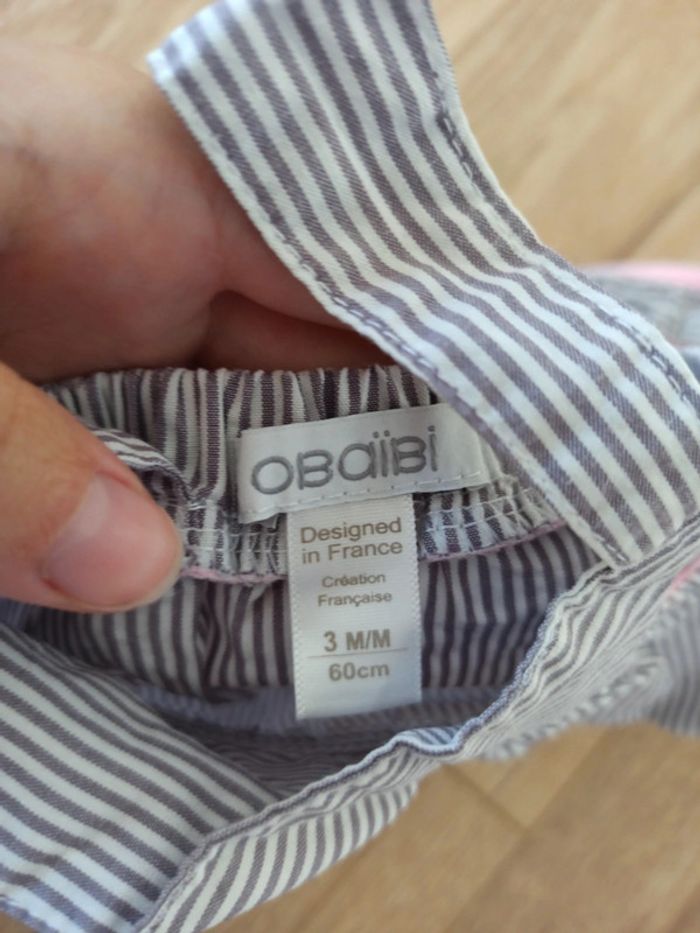 OBaïBi
Designed
in France
Création
Française
3 M/M
60cm